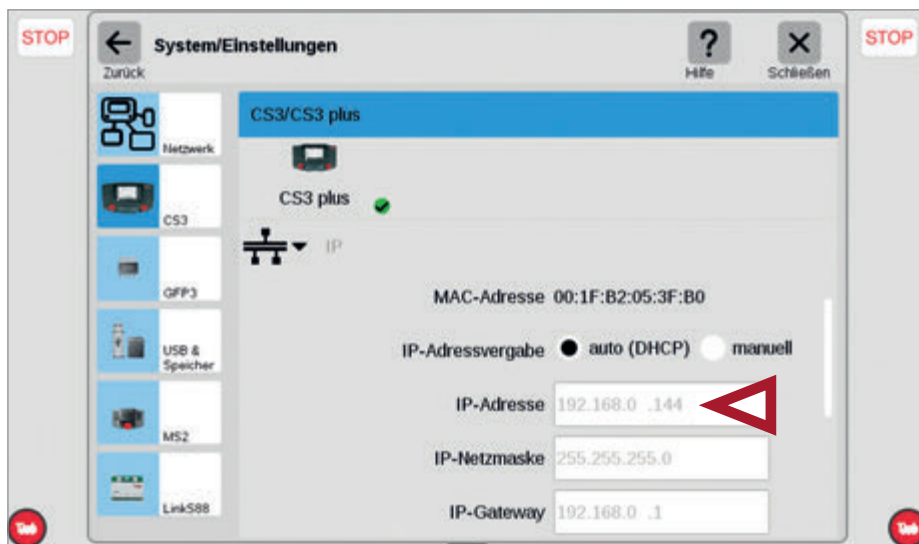 STOP
STOP
System/Einstellungen
Zurück
Hilfe
Schließen
Netzwerk
CS3
GFP3
USB &
Speicher
MS2
LinkS88
CS3/CS3 plus
CS3 plus
IP
MAC-Adresse 00:1F:B2:05:3F:B0
IP-Adressvergabe auto (DHCP) manuell
IP-Adresse 192.168.0 .144
IP-Netzmaske 255.255.255.0
IP-Gateway 192.168.0 .1